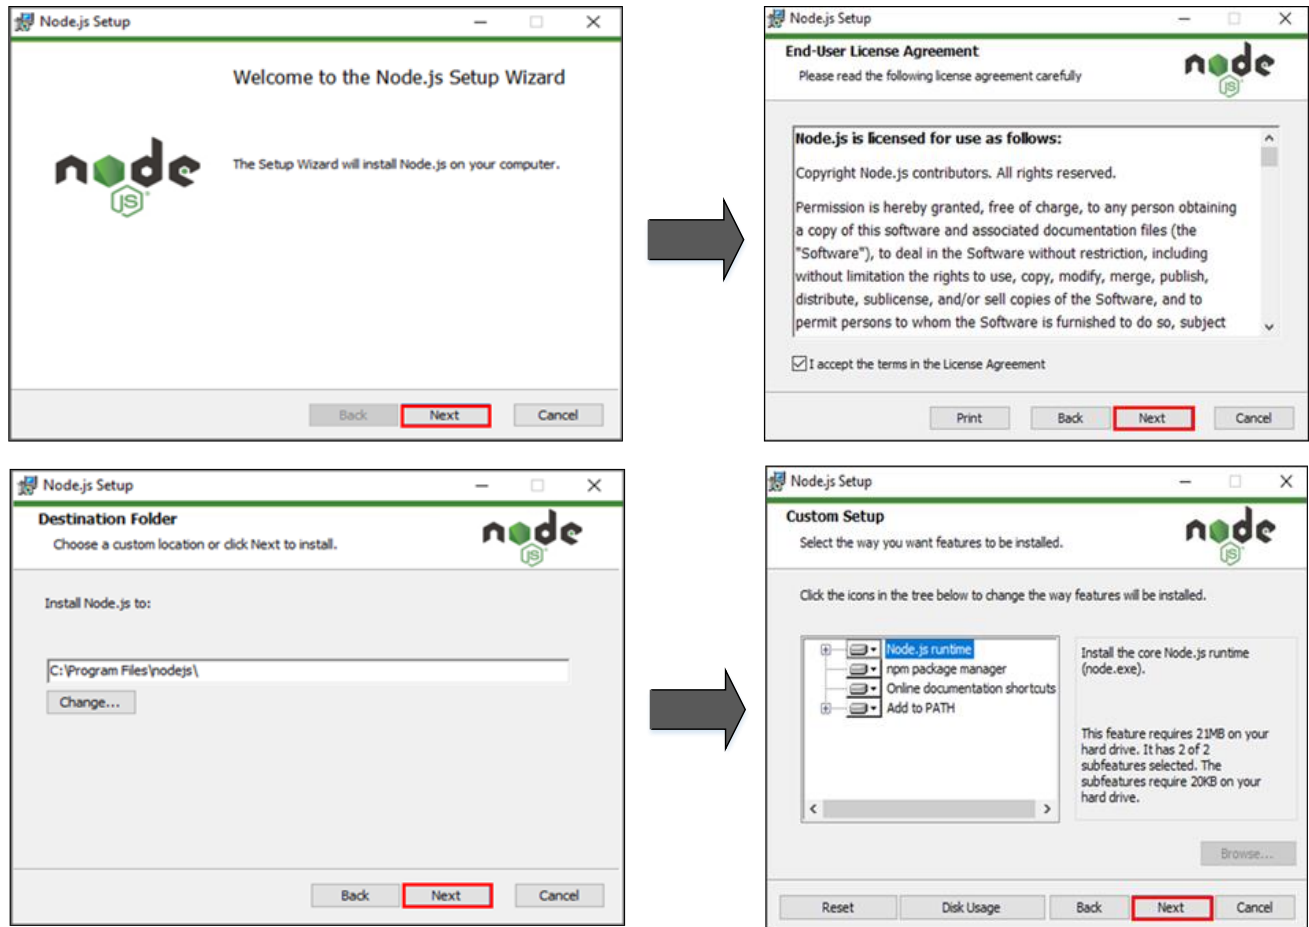 Node.js Setup
Welcome to the Node.js Setup Wizard
node
JS
The Setup Wizard will install Node.js on your computer.
Back
Next
Cancel
Node.js Setup
End-User License Agreement
Please read the following license agreement carefully
node
JS
Node.js is licensed for use as follows:
Copyright Node.js contributors. All rights reserved.
Permission is hereby granted, free of charge, to any person obtaining
a copy of this software and associated documentation files (the
"Software"), to deal in the Software without restriction, including
without limitation the rights to use, copy, modify, merge, publish,
distribute, sublicense, and/or sell copies of the Software, and to
permit persons to whom the Software is furnished to do so, subject
I accept the terms in the License Agreement
Print
Back
Next
Cancel
Node.js Setup
Destination Folder
Choose a custom location or click Next to install.
node
JS
Install Node.js to:
C:\Program Files\nodejs\
Change...
Back
Next
Cancel
Node.js Setup
Custom Setup
Select the way you want features to be installed.
node
JS
Click the icons in the tree below to change the way features will be installed.
Node.js runtime
npm package manager
Online documentation shortcuts
Add to PATH
Install the core Node.js runtime
(node.exe).
This feature requires 21MB on your
hard drive. It has 2 of 2
subfeatures selected. The
subfeatures require 20KB on your
hard drive.
Browse...
Reset
Disk Usage
Back
Next
Cancel